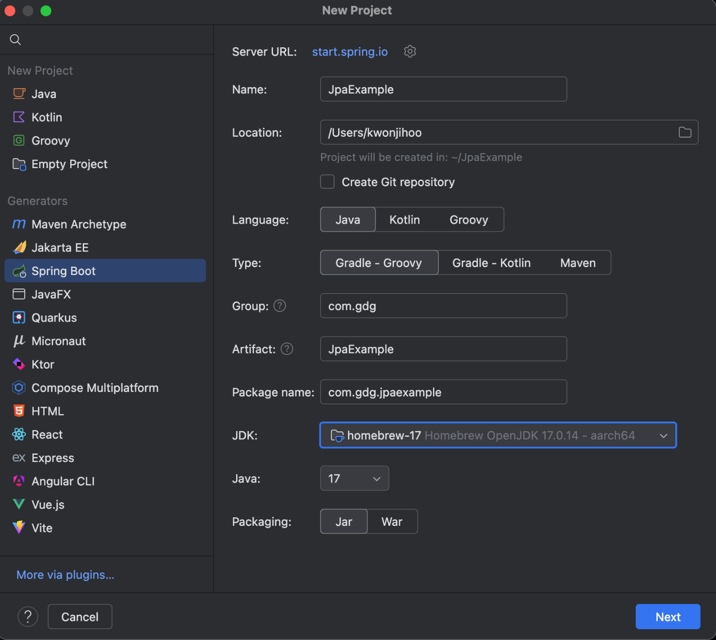 New Project
Server URL: start.spring.io
New Project
Java
Kotlin
Groovy
Empty Project
Generators
Maven Archetype
Jakarta EE
Spring Boot
JavaFX
Quarkus
Micronaut
Ktor
Compose Multiplatform
HTML
React
Express
Angular CLI
Vue.js
Vite
More via plugins...
Name: JpaExample
Location: /Users/kwonjihoo
Project will be created in: ~/JpaExample
Create Git repository
Language: Java Kotlin Groovy
Type: Gradle - Groovy Gradle - Kotlin Maven
Group: ? com.gdg
Artifact: ? JpaExample
Package name: com.gdg.jpaexample
JDK: homebrew-17 Homebrew OpenJDK 17.0.14 - aarch64
Java: 17
Packaging: Jar War
? Cancel Next